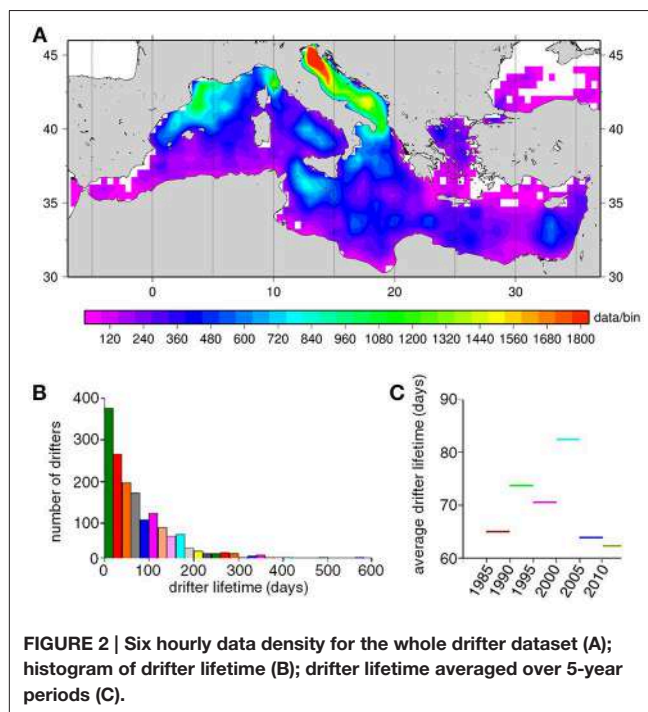 A
45
40
35
30
45
40
35
30
0
10
20
30
data/bin
120 240 360 480 600 720 840 960 1080 1200 1320 1440 1560 1680 1800
B
number of drifters
400
300
200
100
0
0 100 200 300 400 500 600
drifter lifetime (days)
C
average drifter lifetime (days)
90
80
70
60
1985
1990
1995
2000
2005
2010
FIGURE 2 | Six hourly data density for the whole drifter dataset (A);
histogram of drifter lifetime (B); drifter lifetime averaged over 5-year
periods (C).